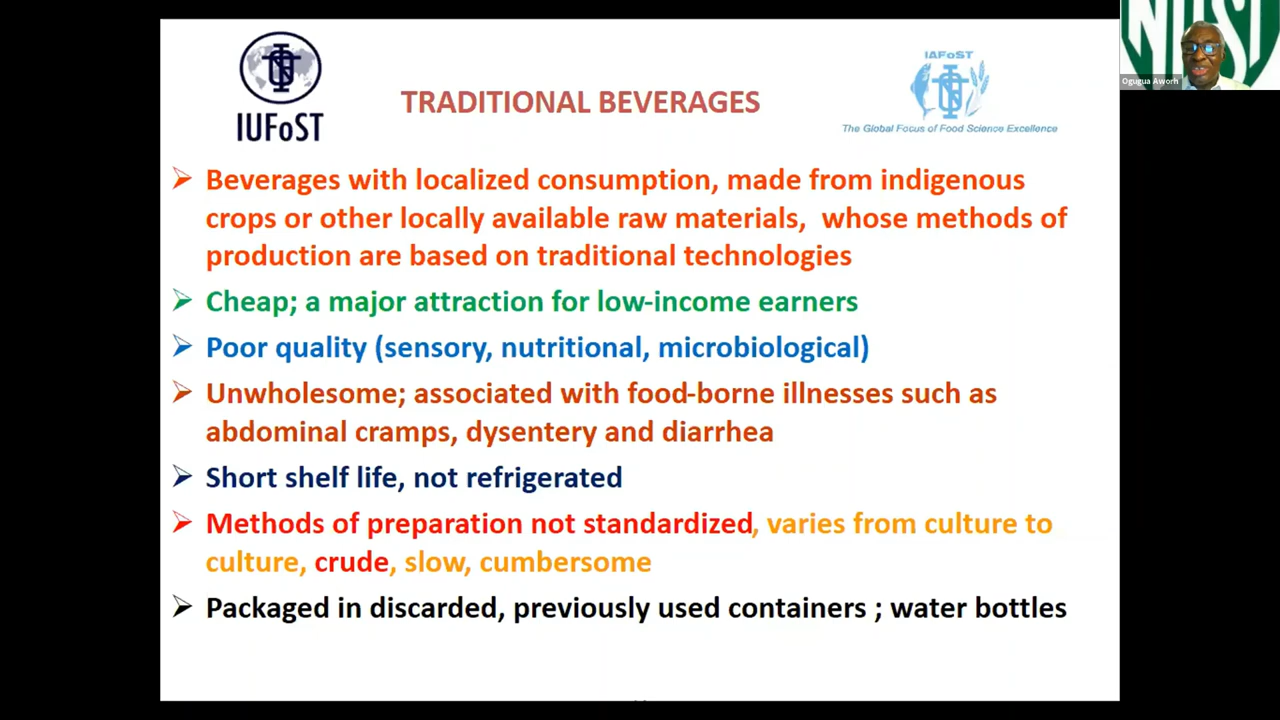 IUFoST
TRADITIONAL BEVERAGES
IAFoST
The Global Focus of Food Science Excellence
Ogugua Aworh
➢ Beverages with localized consumption, made from indigenous
crops or other locally available raw materials, whose methods of
production are based on traditional technologies
➢ Cheap; a major attraction for low-income earners
➢ Poor quality (sensory, nutritional, microbiological)
➢ Unwholesome; associated with food-borne illnesses such as
abdominal cramps, dysentery and diarrhea
➢ Short shelf life, not refrigerated
➢ Methods of preparation not standardized, varies from culture to
culture, crude, slow, cumbersome
➢ Packaged in discarded, previously used containers ; water bottles